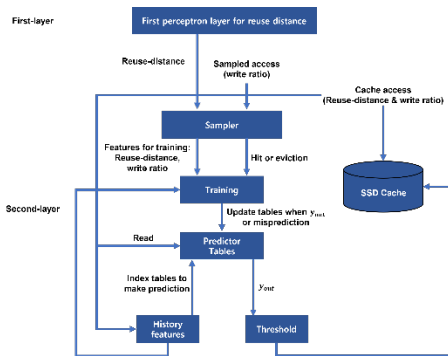 First-layer
First perceptron layer for reuse distance
Reuse-distance
Sampled access
(write ratio)
Cache access
(Reuse-distance & write ratio)
Sampler
Features for training:
Reuse-distance,
write ratio
Hit or eviction
Training
SSD Cache
Second-layer
Update tables when y_out
or misprediction
Read
Predictor
Tables
Index tables to
make prediction
y_out
History
features
Threshold